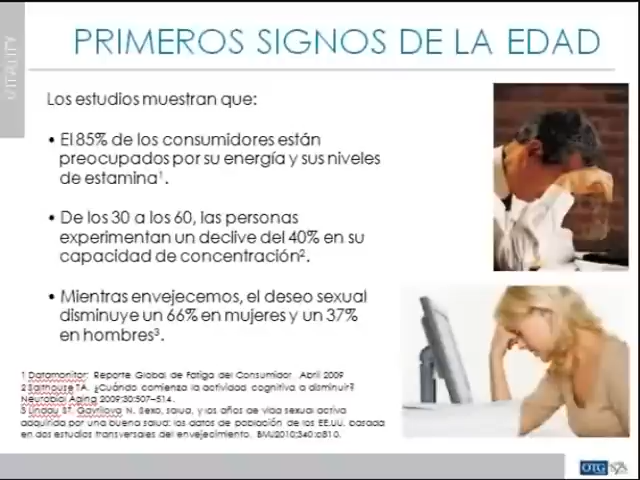 VITALITY
PRIMEROS SIGNOS DE LA EDAD
Los estudios muestran que:
• El 85% de los consumidores están
preocupados por su energía y sus niveles
de estamina¹.
• De los 30 a los 60, las personas
experimentan un declive del 40% en su
capacidad de concentración².
• Mientras envejecemos, el deseo sexual
disminuye un 66% en mujeres y un 37%
en hombres³.
1 Datamonitor: Reporte Global de Fatiga del Consumidor Abril 2009
2 Salthouse TA. ¿Cuándo comienza la actividad cognitiva a disminuir?
Neurobiol Aging 2009;30:507–514.
3 Lindau ST, Gavrilova N. Sexo, salud, y los años de vida sexual activa
adquirida por una buena salud: los datos de población de los EE.UU. basada
en dos estudios transversales del envejecimiento. BMJ2010;340:c810.
OTG